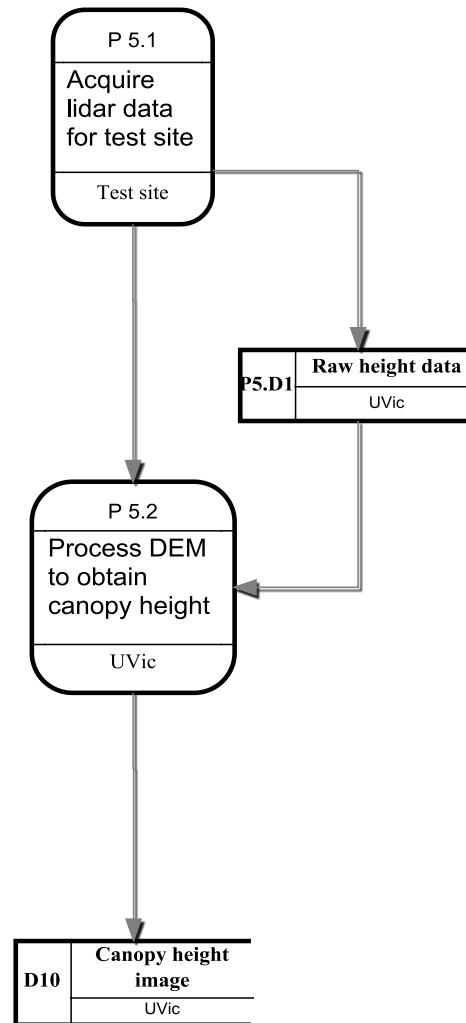 P 5.1
Acquire
lidar data
for test site
Test site
P5.D1
Raw height data
UVic
P 5.2
Process DEM
to obtain
canopy height
UVic
D10
Canopy height
image
UVic